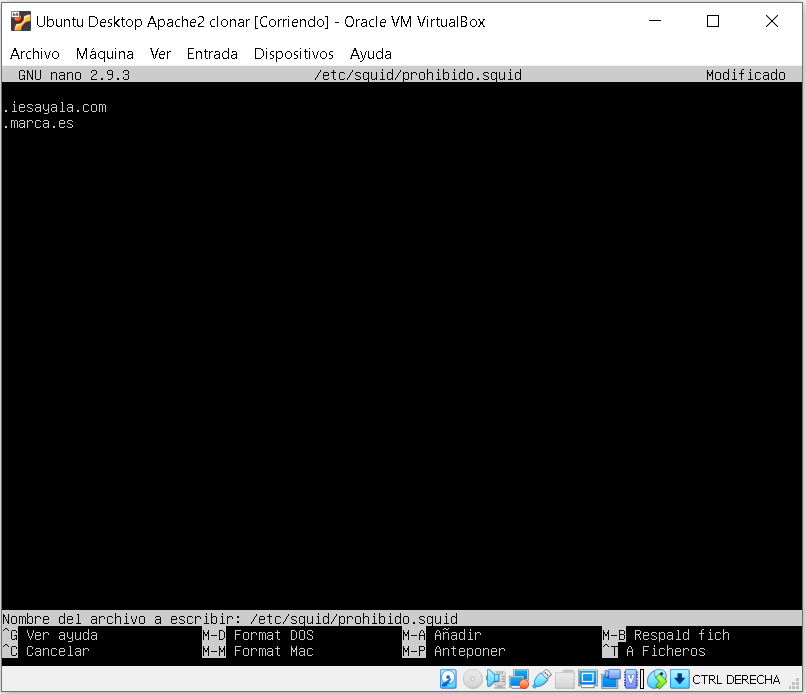 Ubuntu Desktop Apache2 clonar [Corriendo] - Oracle VM VirtualBox
Archivo Máquina Ver Entrada Dispositivos Ayuda
GNU nano 2.9.3 /etc/squid/prohibido.squid Modificado
.iesayala.com
.marca.es
Nombre del archivo a escribir: /etc/squid/prohibido.squid
^G Ver ayuda M-D Format DOS M-A Añadir M-B Respald fich
^C Cancelar M-M Format Mac M-P Anteponer ^T A Ficheros
CTRL DERECHA